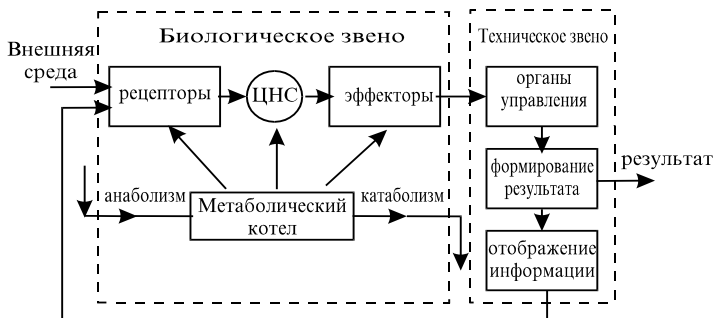 Биологическое звено
Техническое звено
Внешняя
среда
рецепторы
ЦНС
эффекторы
органы
управления
формирование
результата
результат
анаболизм
Метаболический
котел
катаболизм
отображение
информации